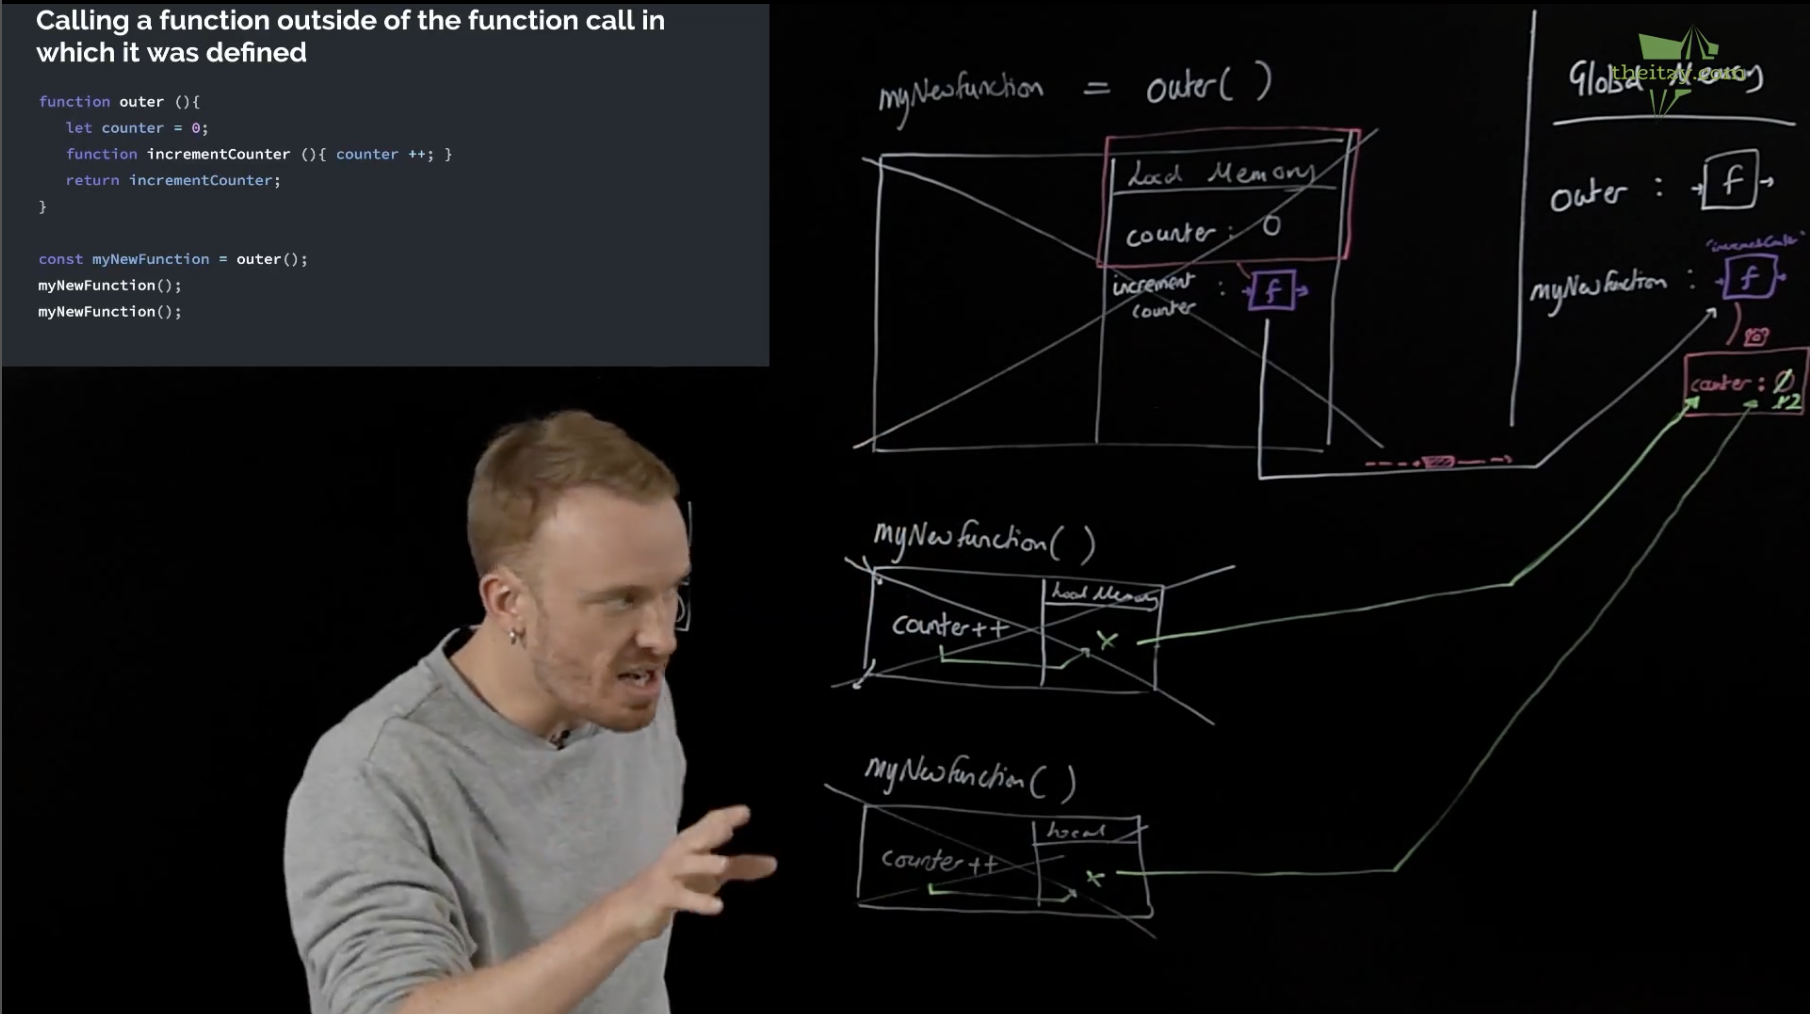 Calling a function outside of the function call in
which it was defined
function outer (){
let counter = 0;
function incrementCounter (){ counter ++; }
return incrementCounter;
}
const myNewFunction = outer();
myNewFunction();
myNewFunction();
myNewfunction = outer( )
Local Memory
counter : 0
increment
counter : f
Global Memory
theitzy.com
outer : f
"incrementCounter"
myNewfunction : f
counter : 0
1 2
myNewfunction( )
counter++
Local Memory
x
myNewfunction( )
counter++
Local
x